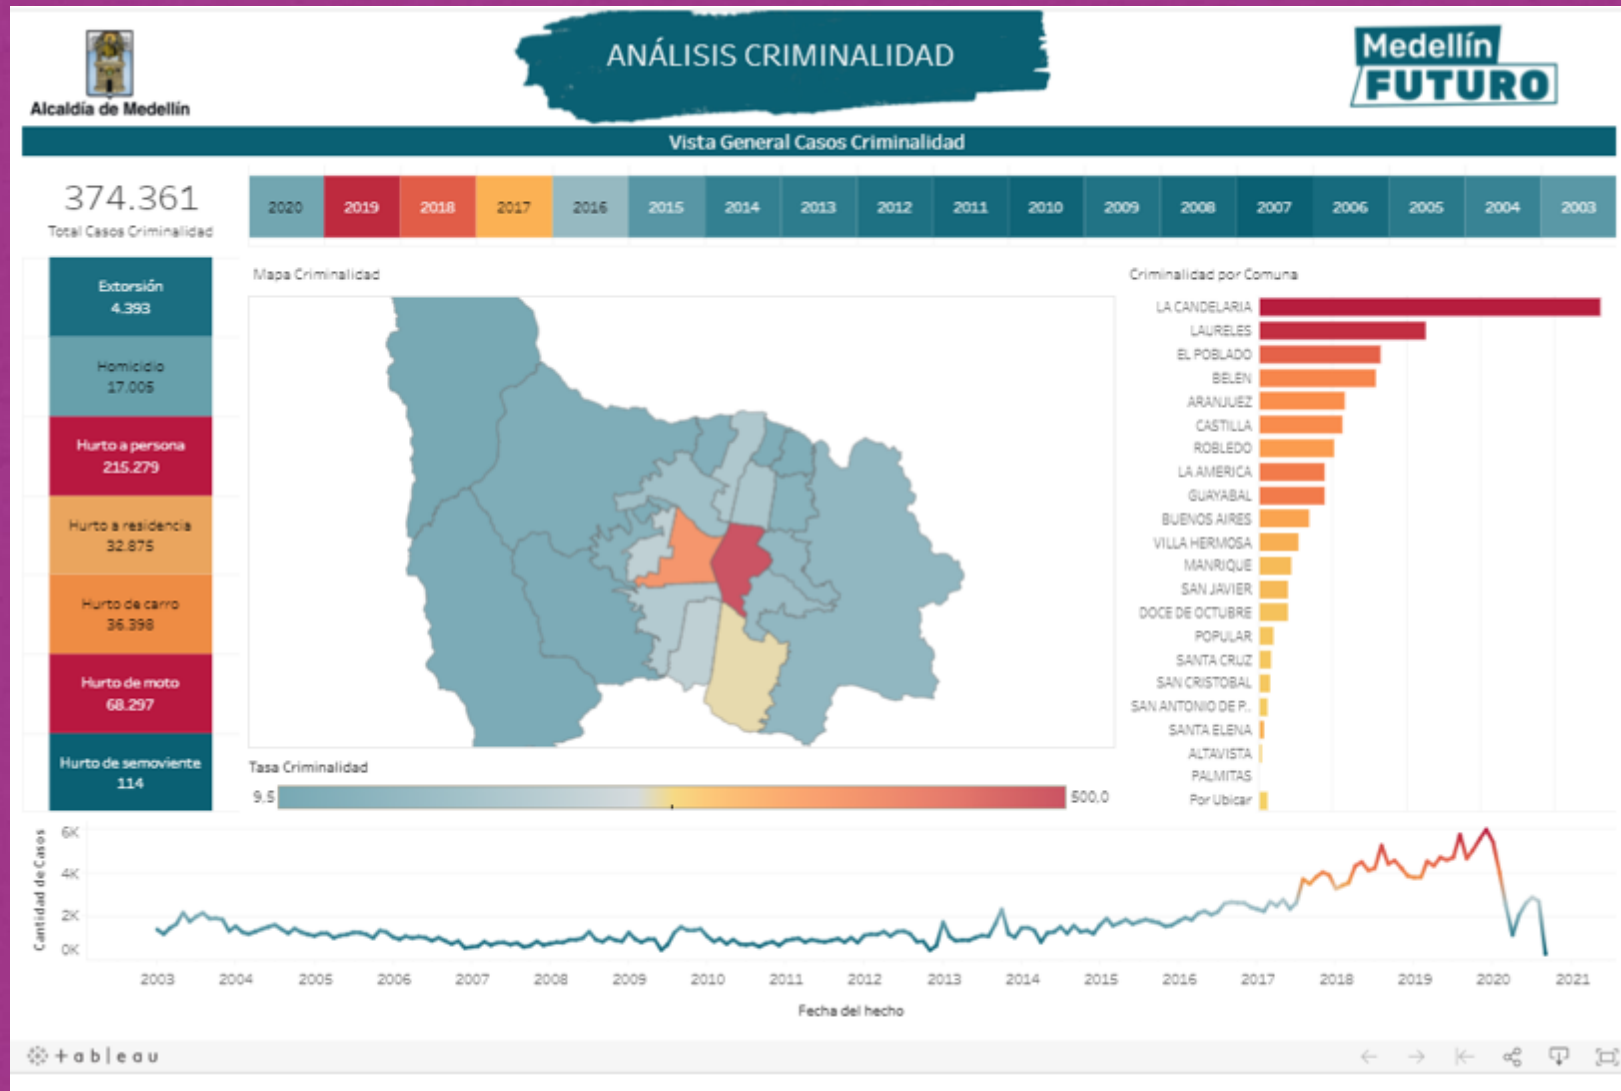 Alcaldía de Medellín
ANÁLISIS CRIMINALIDAD
Medellín
FUTURO
Vista General Casos Criminalidad
374.361
Total Casos Criminalidad
2020 2019 2018 2017 2016 2015 2014 2013 2012 2011 2010 2009 2008 2007 2006 2005 2004 2003
Extorsión
4.393
Homicidio
17.005
Hurto a persona
215.279
Hurto a residencia
32.875
Hurto de carro
36.398
Hurto de moto
68.297
Hurto de semoviente
114
Mapa Criminalidad
Tasa Criminalidad
9.5 500.0
Criminalidad por Comuna
LA CANDELARIA
LAURELES
EL POBLADO
BELEN
ARANJUEZ
CASTILLA
ROBLEDO
LA AMERICA
GUAYABAL
BUENOS AIRES
VILLA HERMOSA
MANRIQUE
SAN JAVIER
DOCE DE OCTUBRE
POPULAR
SANTA CRUZ
SAN CRISTOBAL
SAN ANTONIO DE P..
SANTA ELENA
ALTAVISTA
PALMITAS
Por Ubicar
Cantidad de Casos
6K
4K
2K
0K
2003 2004 2005 2006 2007 2008 2009 2010 2011 2012 2013 2014 2015 2016 2017 2018 2019 2020 2021
Fecha del hecho
+ableau